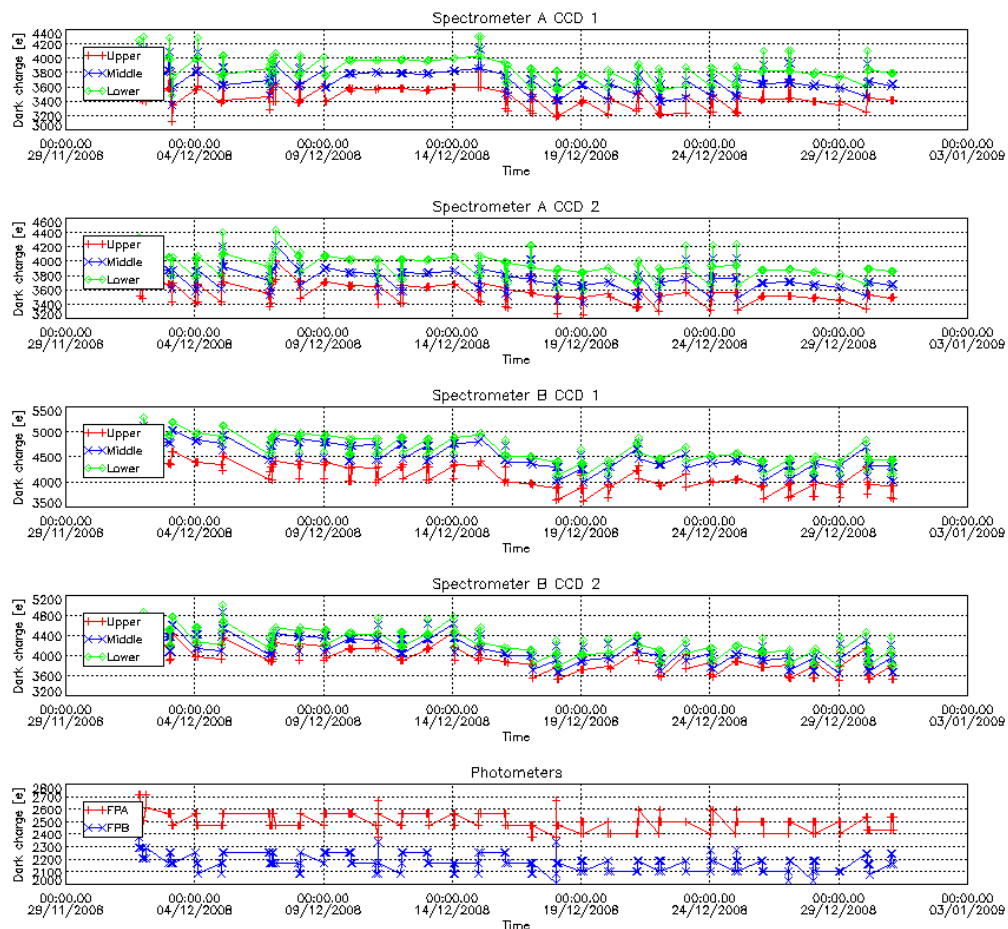 Spectrometer A CCD 1
Dark charge [e]
4400
4200
4000
3800
3600
3400
3200
3000
Upper
Middle
Lower
00:00.00 00:00.00 00:00.00 00:00.00 00:00.00 00:00.00 00:00.00 00:00.00
29/11/2008 04/12/2008 09/12/2008 14/12/2008 19/12/2008 24/12/2008 29/12/2008 03/01/2009
Time
Spectrometer A CCD 2
Dark charge [e]
4600
4400
4200
4000
3800
3600
3400
3200
Upper
Middle
Lower
00:00.00 00:00.00 00:00.00 00:00.00 00:00.00 00:00.00 00:00.00 00:00.00
29/11/2008 04/12/2008 09/12/2008 14/12/2008 19/12/2008 24/12/2008 29/12/2008 03/01/2009
Time
Spectrometer B CCD 1
Dark charge [e]
5500
5000
4500
4000
3500
Upper
Middle
Lower
00:00.00 00:00.00 00:00.00 00:00.00 00:00.00 00:00.00 00:00.00 00:00.00
29/11/2008 04/12/2008 09/12/2008 14/12/2008 19/12/2008 24/12/2008 29/12/2008 03/01/2009
Time
Spectrometer B CCD 2
Dark charge [e]
5200
4800
4400
4000
3600
3200
Upper
Middle
Lower
00:00.00 00:00.00 00:00.00 00:00.00 00:00.00 00:00.00 00:00.00 00:00.00
29/11/2008 04/12/2008 09/12/2008 14/12/2008 19/12/2008 24/12/2008 29/12/2008 03/01/2009
Time
Photometers
Dark charge [e]
2800
2700
2600
2500
2400
2300
2200
2100
2000
FPA
FPB
00:00.00 00:00.00 00:00.00 00:00.00 00:00.00 00:00.00 00:00.00 00:00.00
29/11/2008 04/12/2008 09/12/2008 14/12/2008 19/12/2008 24/12/2008 29/12/2008 03/01/2009
Time